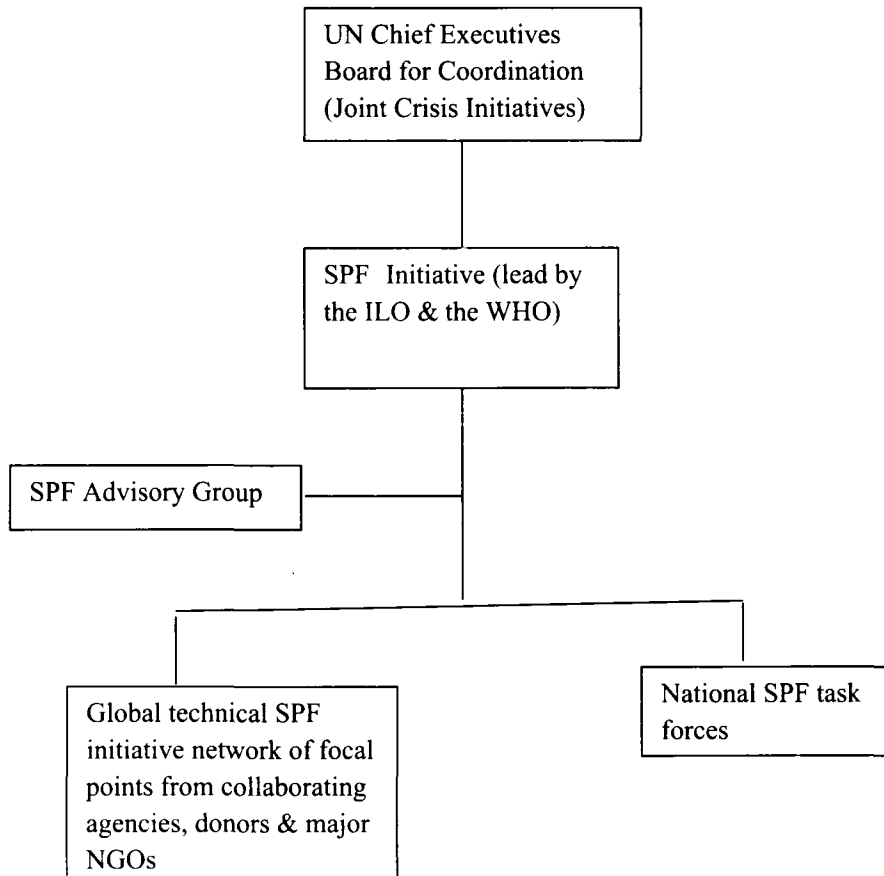 UN Chief Executives
Board for Coordination
(Joint Crisis Initiatives)
SPF Initiative (lead by
the ILO & the WHO)
SPF Advisory Group
Global technical SPF
initiative network of focal
points from collaborating
agencies, donors & major
NGOs
National SPF task
forces